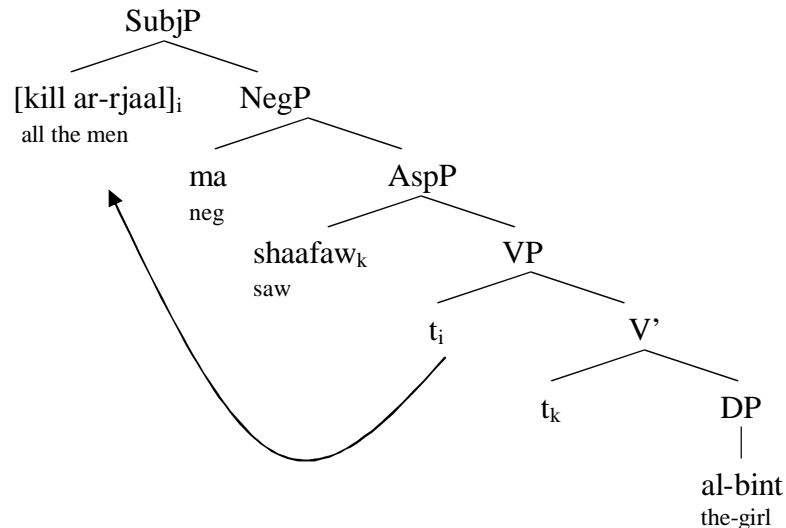 SubjP
[kill ar-rjaal]i NegP
all the men
ma AspP
neg
shaafawk VP
saw
ti V’
tk DP
al-bint
the-girl